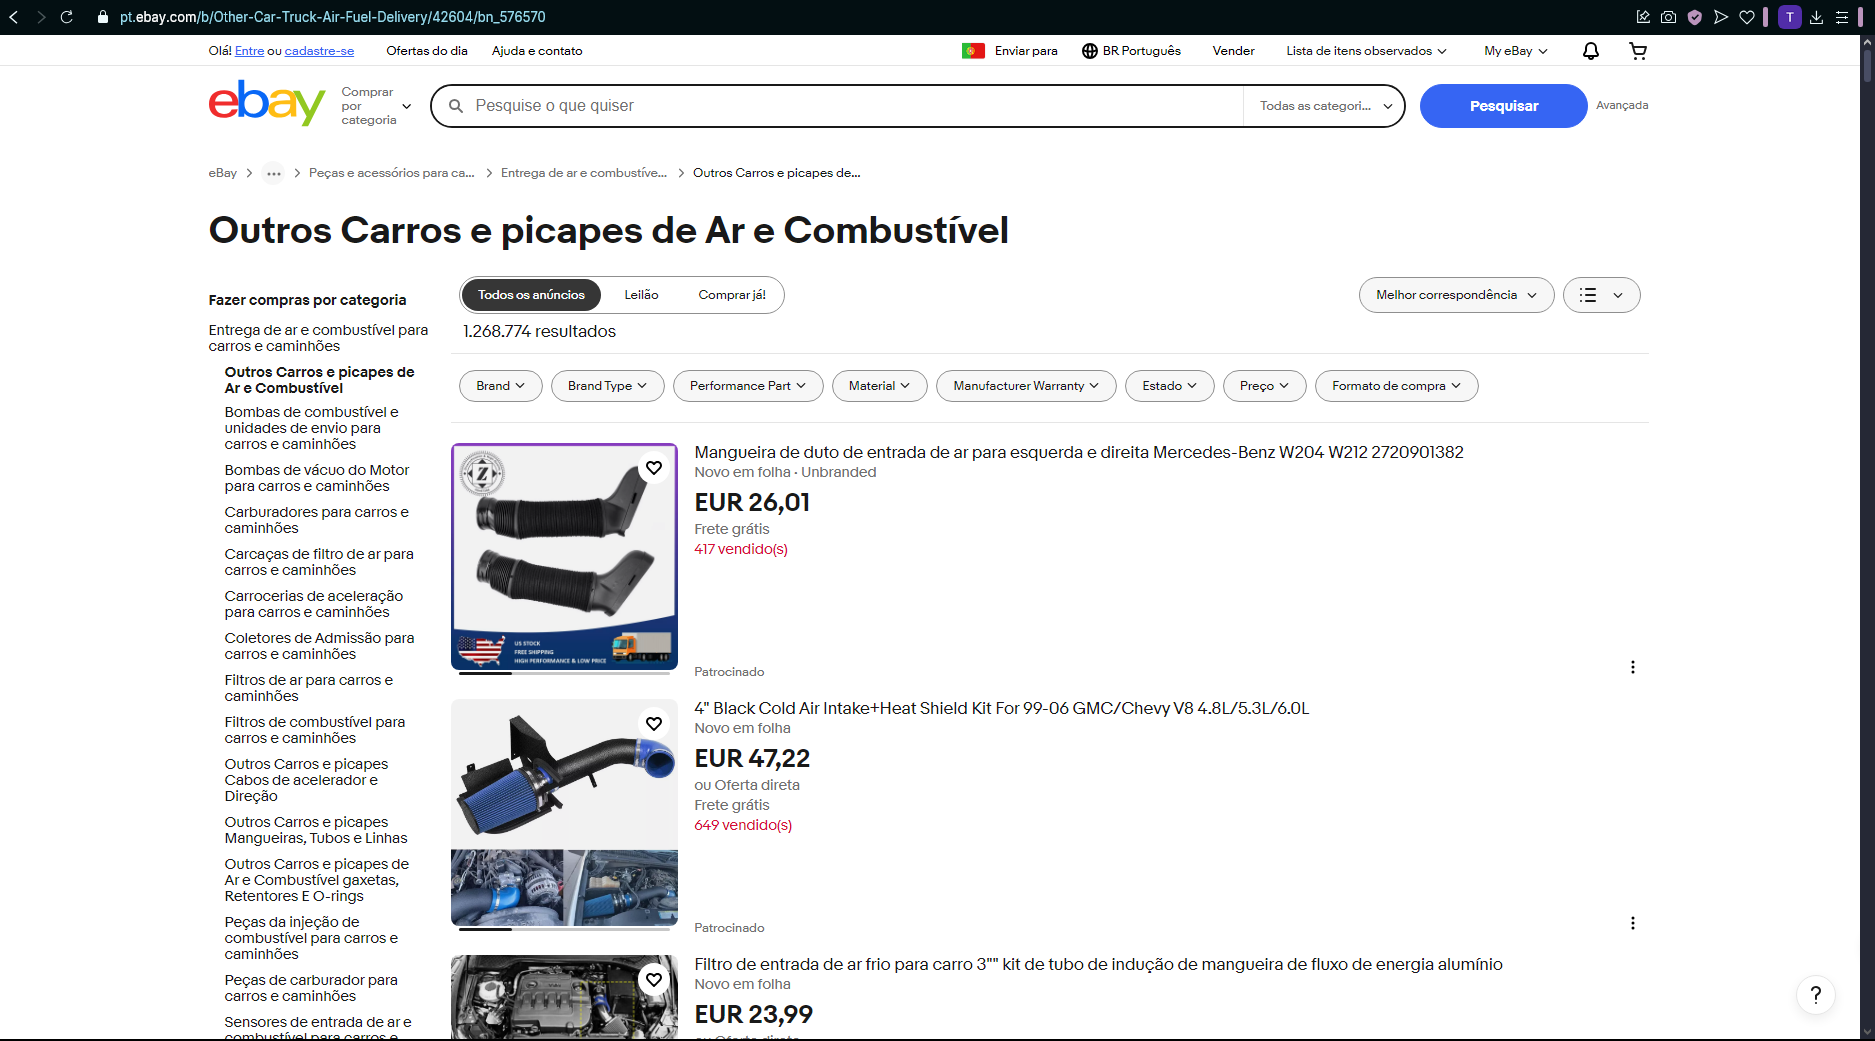 pt.ebay.com/b/Other-Car-Truck-Air-Fuel-Delivery/42604/bn_576570
T
Olá! Entre ou cadastre-se
Ofertas do dia
Ajuda e contato
Enviar para
BR Português
Vender
Lista de itens observados
My eBay
ebay
Comprar
por
categoria
Pesquise o que quiser
Todas as categori...
Pesquisar
Avançada
eBay
Peças e acessórios para ca...
Entrega de ar e combustíve...
Outros Carros e picapes de...
Outros Carros e picapes de Ar e Combustível
Fazer compras por categoria
Entrega de ar e combustível para
carros e caminhões
Outros Carros e picapes de
Ar e Combustível
Bombas de combustível e
unidades de envio para
carros e caminhões
Bombas de vácuo do Motor
para carros e caminhões
Carburadores para carros e
caminhões
Carcaças de filtro de ar para
carros e caminhões
Carrocerias de aceleração
para carros e caminhões
Coletores de Admissão para
carros e caminhões
Filtros de ar para carros e
caminhões
Filtros de combustível para
carros e caminhões
Outros Carros e picapes
Cabos de acelerador e
Direção
Outros Carros e picapes
Mangueiras, Tubos e Linhas
Outros Carros e picapes de
Ar e Combustível gaxetas,
Retentores E O-rings
Peças da injeção de
combustível para carros e
caminhões
Peças de carburador para
carros e caminhões
Sensores de entrada de ar e
combustível para carros e
Todos os anúncios
Leilão
Comprar já!
Melhor correspondência
1.268.774 resultados
Brand
Brand Type
Performance Part
Material
Manufacturer Warranty
Estado
Preço
Formato de compra
Z
US STOCK
FREE SHIPPING
HIGH PERFORMANCE & LOW PRICE
Mangueira de duto de entrada de ar para esquerda e direita Mercedes-Benz W204 W212 2720901382
Novo em folha · Unbranded
EUR 26,01
Frete grátis
417 vendido(s)
Patrocinado
4" Black Cold Air Intake+Heat Shield Kit For 99-06 GMC/Chevy V8 4.8L/5.3L/6.0L
Novo em folha
EUR 47,22
ou Oferta direta
Frete grátis
649 vendido(s)
Patrocinado
Filtro de entrada de ar frio para carro 3"" kit de tubo de indução de mangueira de fluxo de energia alumínio
Novo em folha
EUR 23,99
ou Oferta direta
?